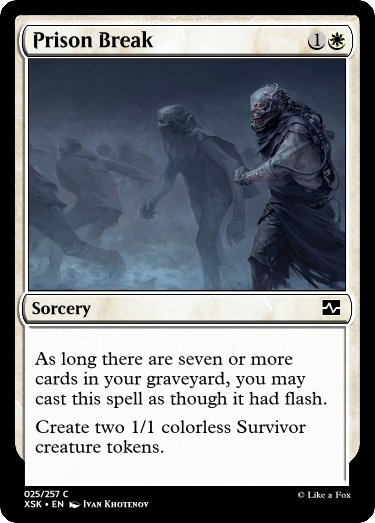 Prison Break 1
Sorcery
As long there are seven or more
cards in your graveyard, you may
cast this spell as though it had flash.
Create two 1/1 colorless Survivor
creature tokens.
025/257 C
XSK • EN Ivan Khotenov
© Like a Fox